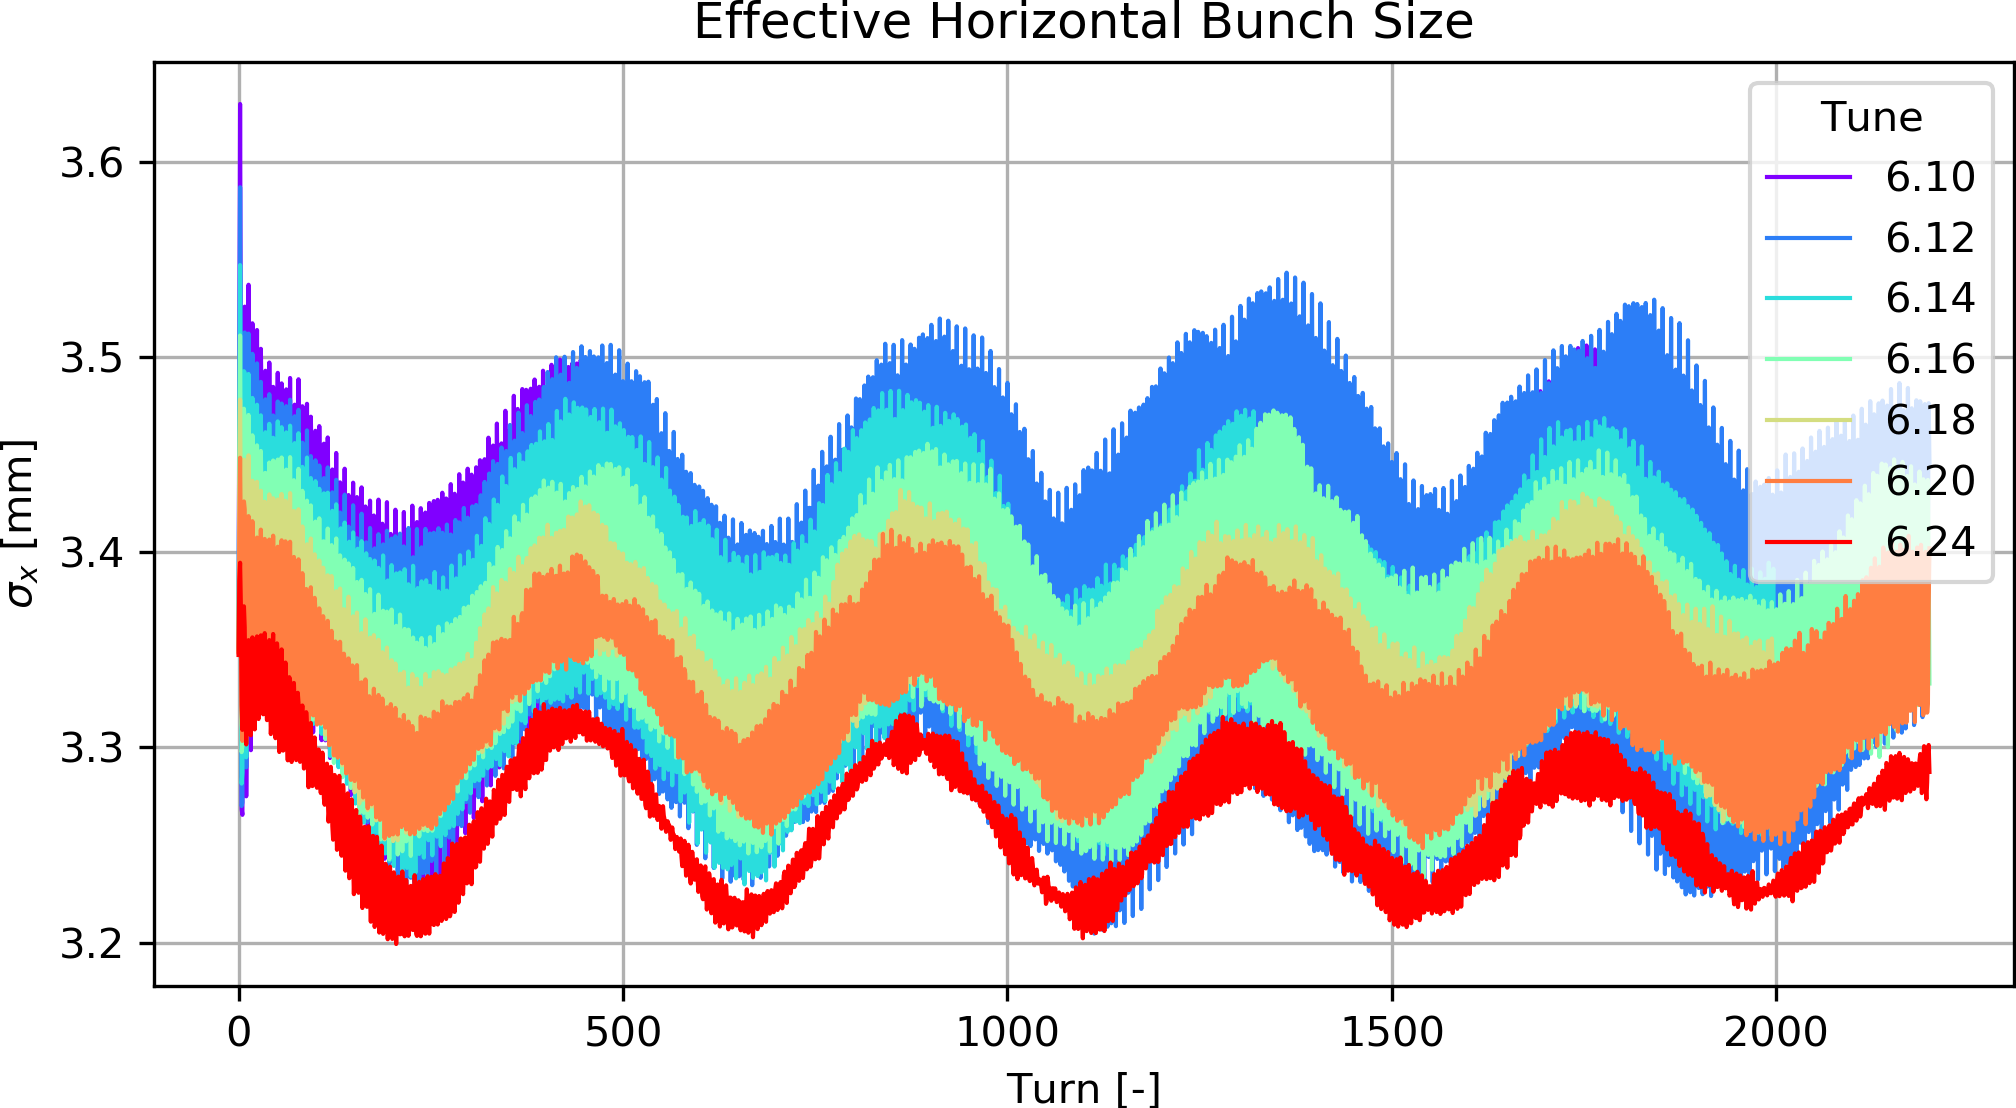 Effective Horizontal Bunch Size
σx [mm]
3.6
3.5
3.4
3.3
3.2
Tune
6.10
6.12
6.14
6.16
6.18
6.20
6.24
0 500 1000 1500 2000
Turn [-]